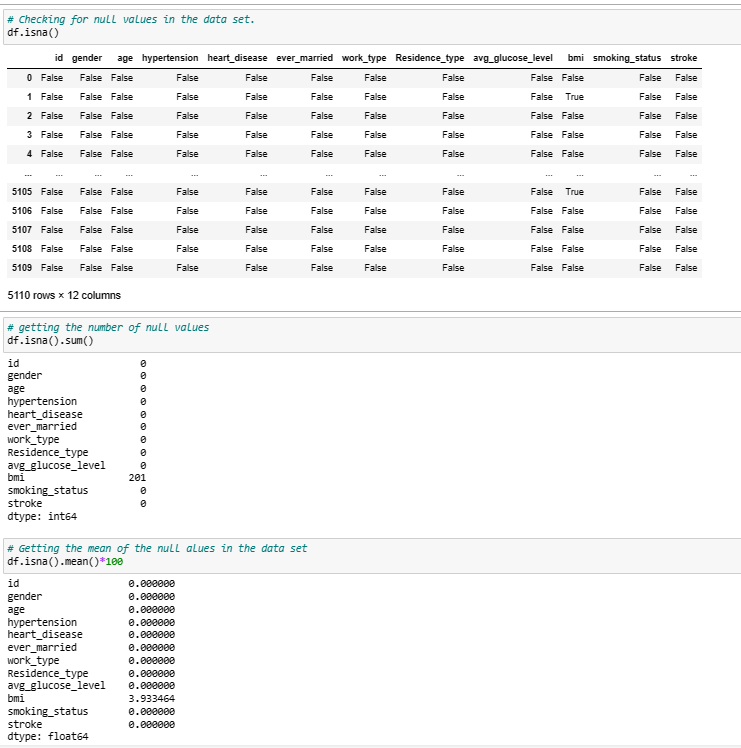 # Checking for null values in the data set.
df.isna()
id gender age hypertension heart_disease ever_married work_type Residence_type avg_glucose_level bmi smoking_status stroke
0 False False False False False False False False False False False False
1 False False False False False False False False False True False False
2 False False False False False False False False False False False False
3 False False False False False False False False False False False False
4 False False False False False False False False False False False False
... ... ... ... ... ... ... ... ... ... ... ... ...
5105 False False False False False False False False False True False False
5106 False False False False False False False False False False False False
5107 False False False False False False False False False False False False
5108 False False False False False False False False False False False False
5109 False False False False False False False False False False False False
5110 rows × 12 columns
# getting the number of null values
df.isna().sum()
id 0
gender 0
age 0
hypertension 0
heart_disease 0
ever_married 0
work_type 0
Residence_type 0
avg_glucose_level 0
bmi 201
smoking_status 0
stroke 0
dtype: int64
# Getting the mean of the null alues in the data set
df.isna().mean()*100
id 0.000000
gender 0.000000
age 0.000000
hypertension 0.000000
heart_disease 0.000000
ever_married 0.000000
work_type 0.000000
Residence_type 0.000000
avg_glucose_level 0.000000
bmi 3.933464
smoking_status 0.000000
stroke 0.000000
dtype: float64